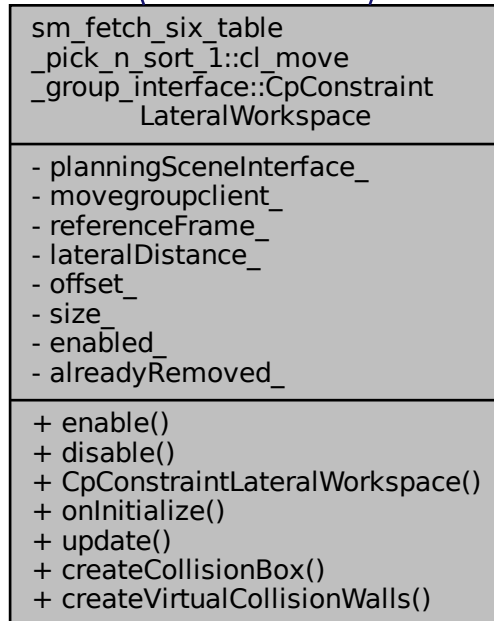 sm_fetch_six_table
_pick_n_sort_1::cl_move
_group_interface::CpConstraint
LateralWorkspace
- planningSceneInterface_
- movegroupclient_
- referenceFrame_
- lateralDistance_
- offset_
- size_
- enabled_
- alreadyRemoved_
+ enable()
+ disable()
+ CpConstraintLateralWorkspace()
+ onInitialize()
+ update()
+ createCollisionBox()
+ createVirtualCollisionWalls()